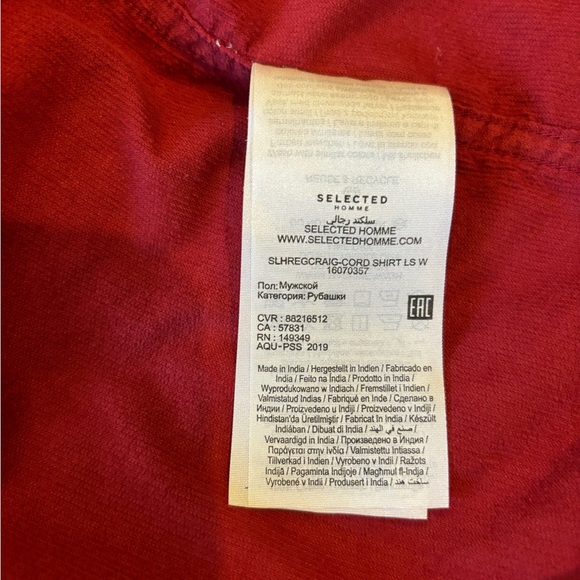 REUSE & RECYCLE
SELECTED
HOMME
سلكتد رجالي
SELECTED HOMME
WWW.SELECTEDHOMME.COM
SLHREGCRAIG-CORD SHIRT LS W
16070357
Пол: Мужской
Категория: Рубашки
EAC
CVR : 88216512
CA : 57831
RN : 149349
AQU-PSS 2019
Made in India / Hergestellt in Indien / Fabricado en
India / Feito na Índia / Prodotto in India /
Wyprodukowano w Indiach / Fremstillet i Indien /
Valmistatud Indias / Fabriqué en Inde / Сделано в
Индии / Proizvedeno u Indiji / Proizvedeno v Indiji /
Hindistan'da Üretilmiştir / Fabricat În India / Készült
Indiában / Dibuat di India / صنع في الهند /
Vervaardigd in India / Произведено в Индия /
Παράγεται στην Ινδία / Valmistettu Intiassa /
Tillverkad i Indien / Vyrobeno v Indii / Ražots
Indijā / Pagaminta Indijoje / Magħmul fl-Indja /
Vyrobené v Indii / Produsert i India / ساخت هند